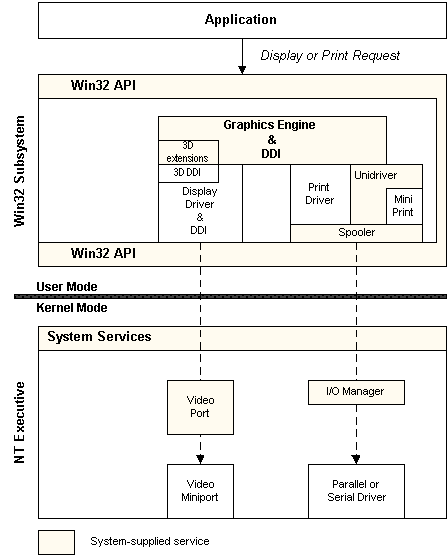 Application
Display or Print Request
Win32 Subsystem
Win32 API
Graphics Engine
&
DDI
3D
extensions
3D DDI
Display
Driver
&
DDI
Print
Driver
Unidriver
Mini
Print
Spooler
Win32 API
User Mode
Kernel Mode
NT Executive
System Services
Video
Port
I/O Manager
Video
Miniport
Parallel or
Serial Driver
System-supplied service